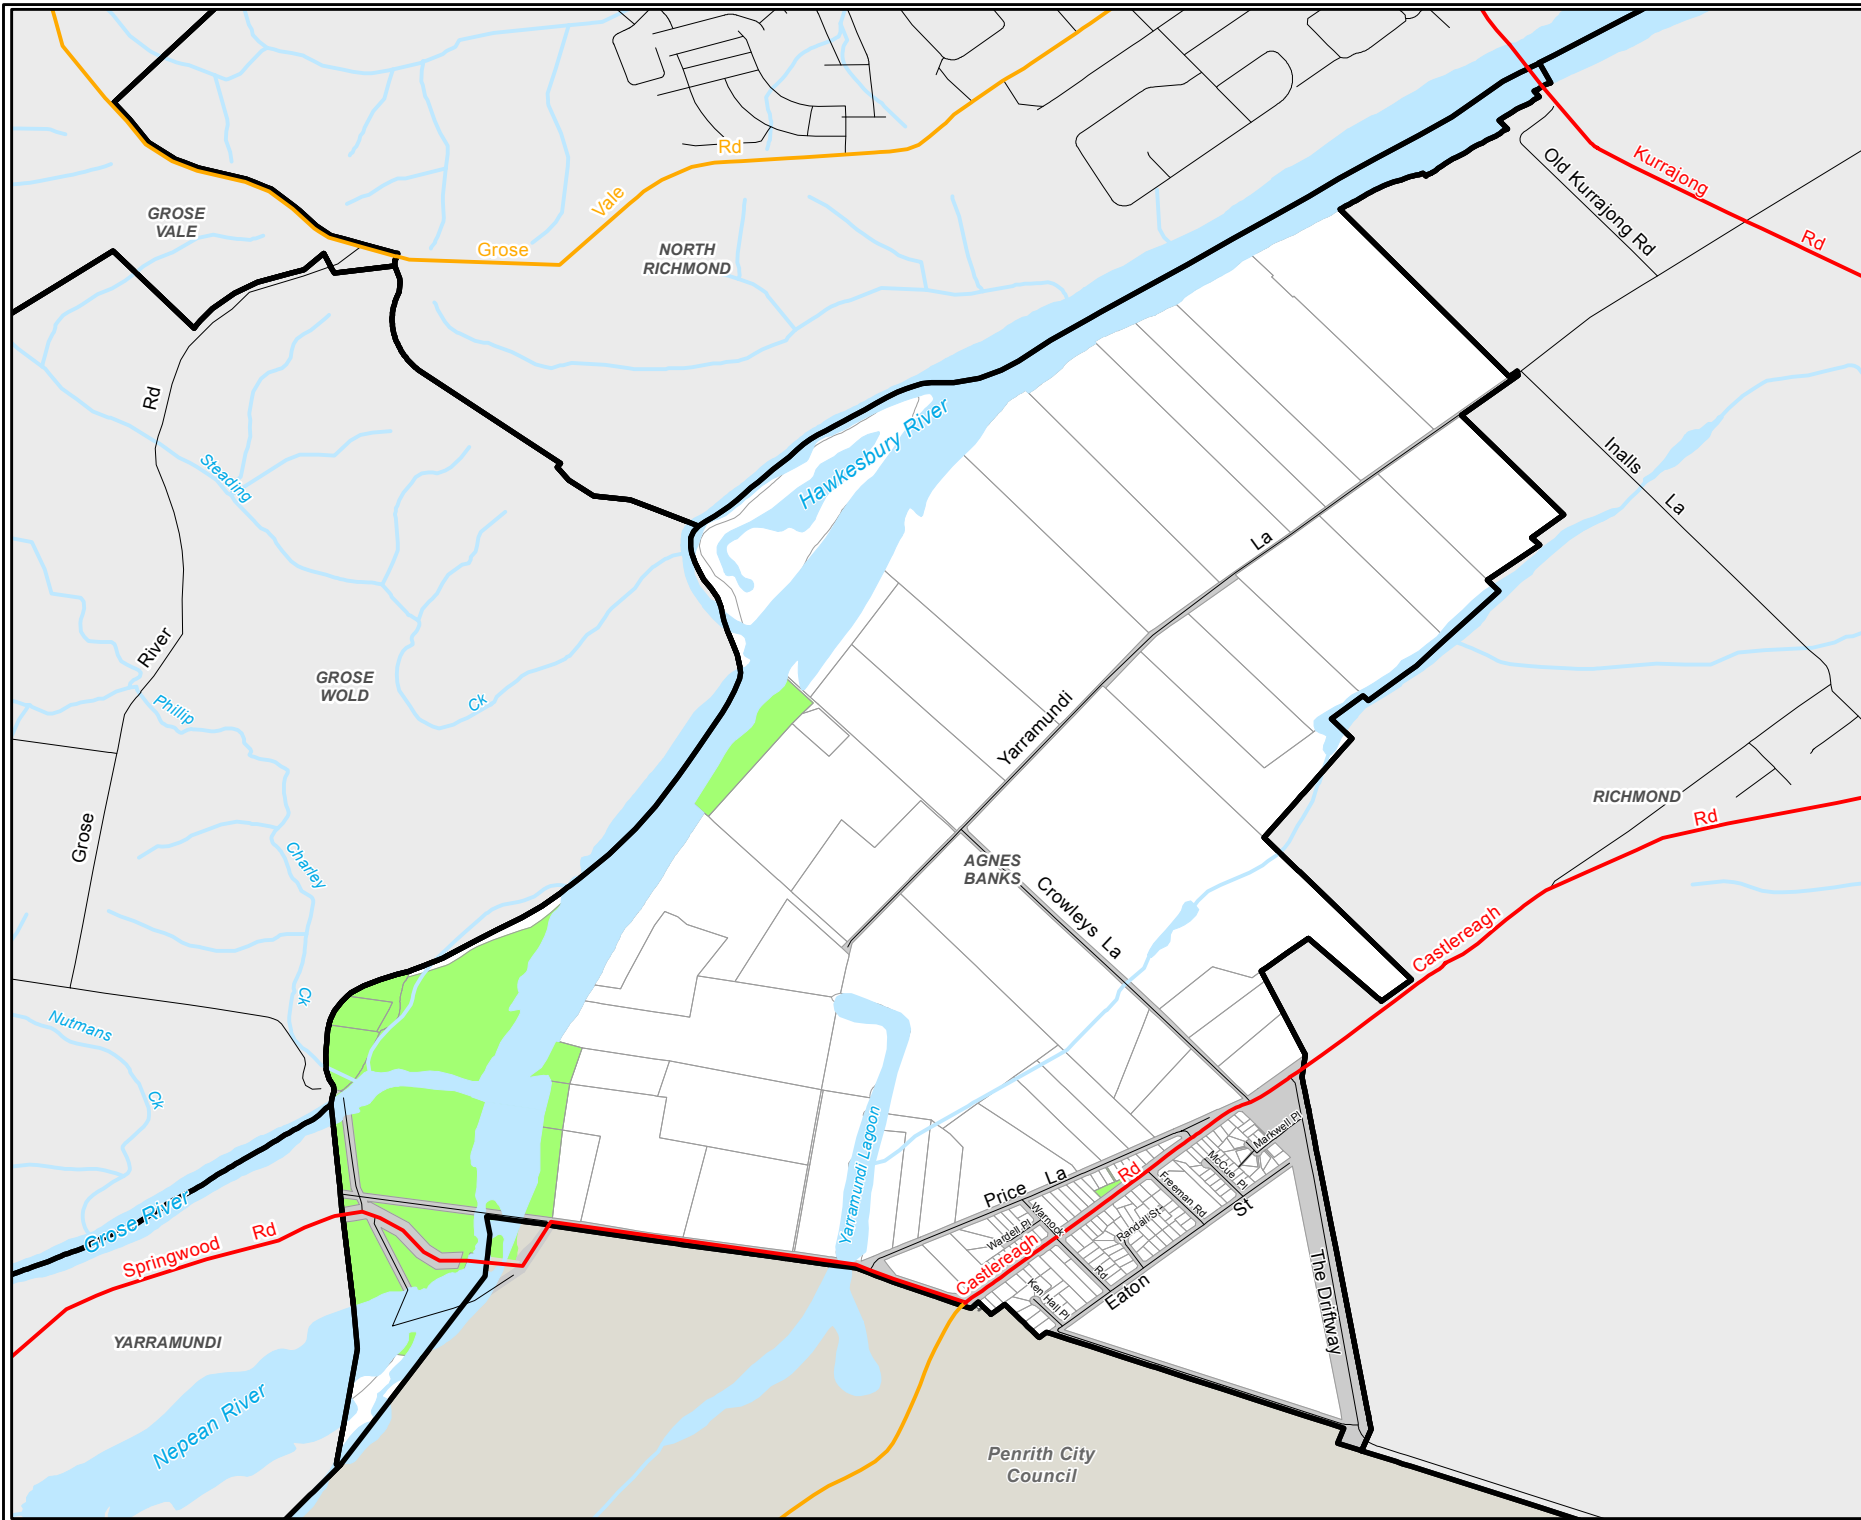 Kurrajong
Rd
Old Kurrajong Rd
Rd
Vale
Grose
GROSE
VALE
NORTH
RICHMOND
Rd
Hawkesbury River
Steading
Inalls
La
La
River
GROSE
WOLD
Ck
Phillip
Yarramundi
RICHMOND
Rd
Grose
Charley
AGNES
BANKS
Crowleys La
Castlereagh
Ck
Nutmans
Ck
Yarramundi Lagoon
Markwell Pl
McCue Pl
Price La
Rd
Freeman Rd
St
Warnock
Randall St
Wardell Pl
Grose River
Springwood Rd
Castlereagh
Rd
Ken Hall Pl
Eaton
The Driftway
YARRAMUNDI
Nepean River
Penrith City
Council